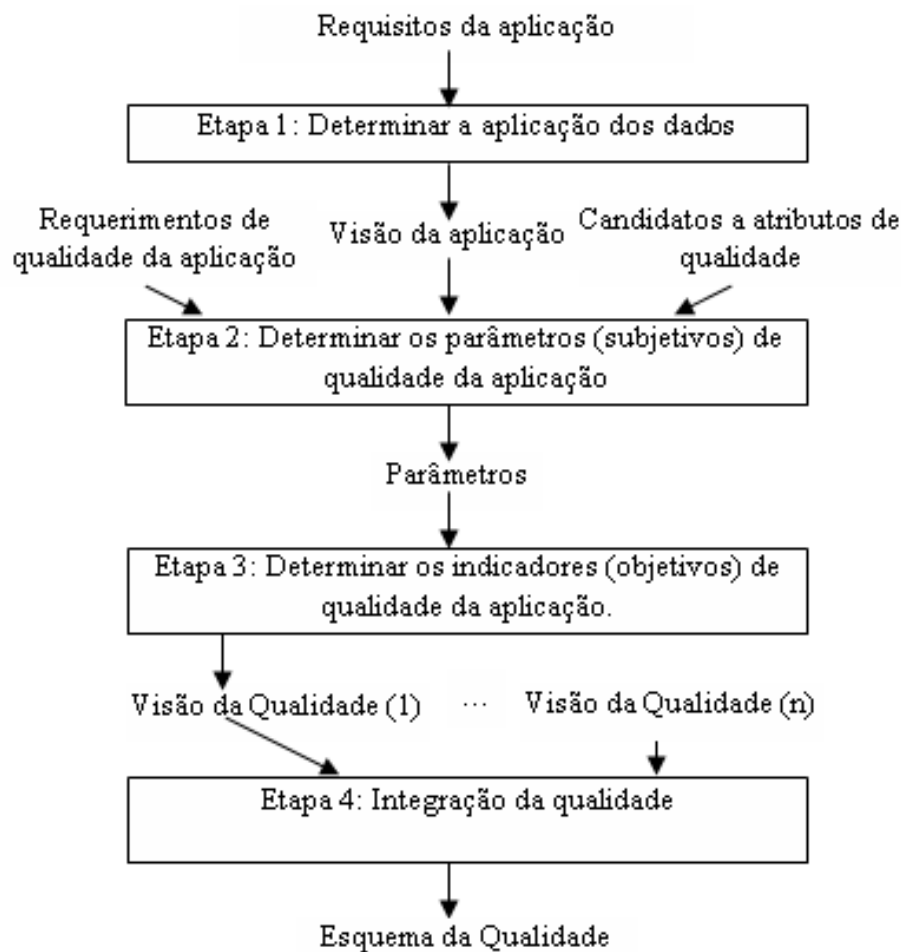 Requisitos da aplicação
Etapa 1: Determinar a aplicação dos dados
Requerimentos de
qualidade da aplicação
Visão da aplicação
Candidatos a atributos de
qualidade
Etapa 2: Determinar os parâmetros (subjetivos) de
qualidade da aplicação
Parâmetros
Etapa 3: Determinar os indicadores (objetivos) de
qualidade da aplicação.
Visão da Qualidade (1) ... Visão da Qualidade (n)
Etapa 4: Integração da qualidade
Esquema da Qualidade